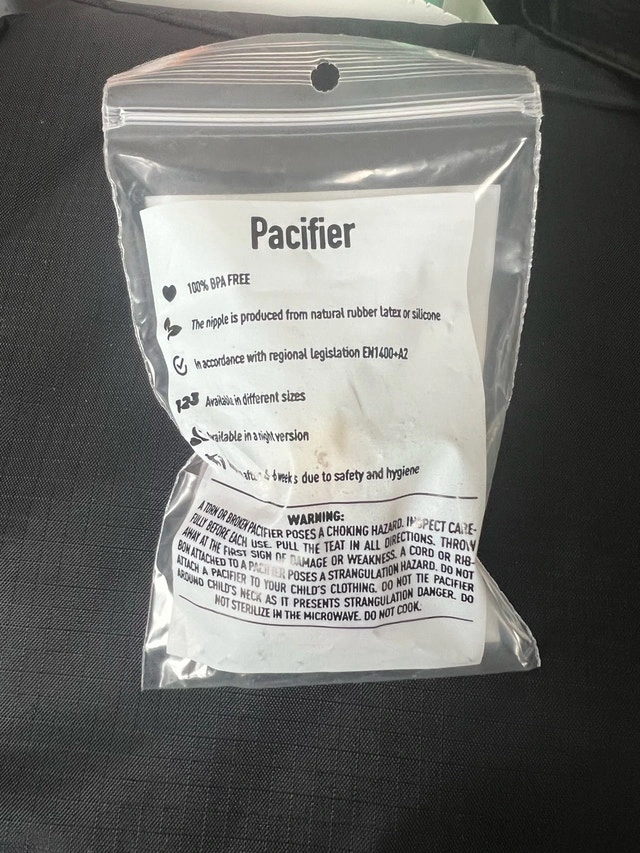 Pacifier
100% BPA FREE
The nipple is produced from natural rubber latex or silicone
In accordance with regional legislation EN1400+A2
123 Available in different sizes
available in a night version
weeks due to safety and hygiene
WARNING:
A TORN OR BROKEN PACIFIER POSES A CHOKING HAZARD. INSPECT CARE-
FULLY BEFORE EACH USE. PULL THE TEAT IN ALL DIRECTIONS. THROW
AWAY AT THE FIRST SIGN OF DAMAGE OR WEAKNESS. A CORD OR RIB-
BON ATTACHED TO A PACIFIER POSES A STRANGULATION HAZARD. DO NOT
ATTACH A PACIFIER TO YOUR CHILD'S CLOTHING. DO NOT TIE PACIFIER
AROUND CHILD'S NECK AS IT PRESENTS STRANGULATION DANGER. DO
NOT STERILIZE IN THE MICROWAVE. DO NOT COOK.